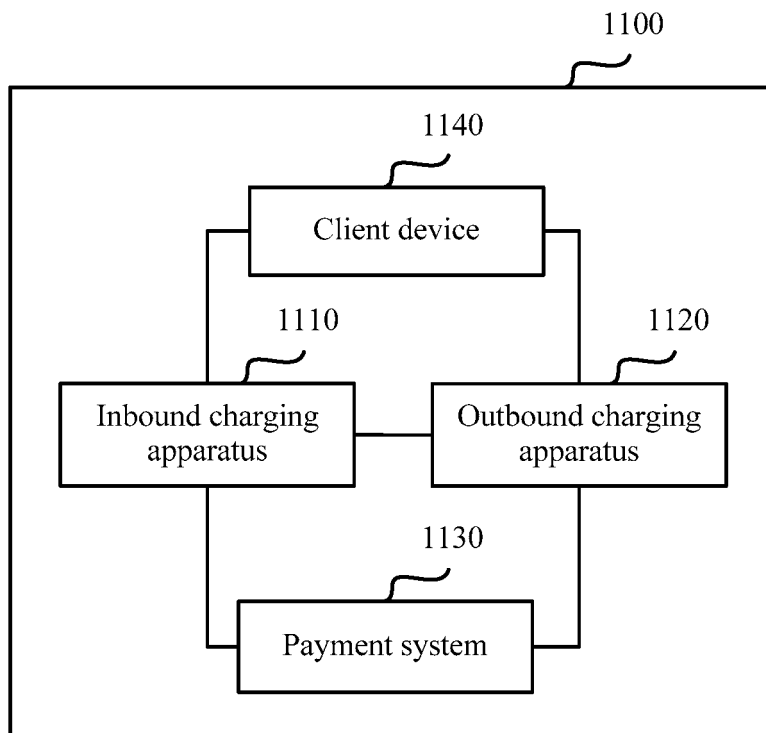 1100
1140
Client device
1110
1120
Inbound charging
apparatus
Outbound charging
apparatus
1130
Payment system